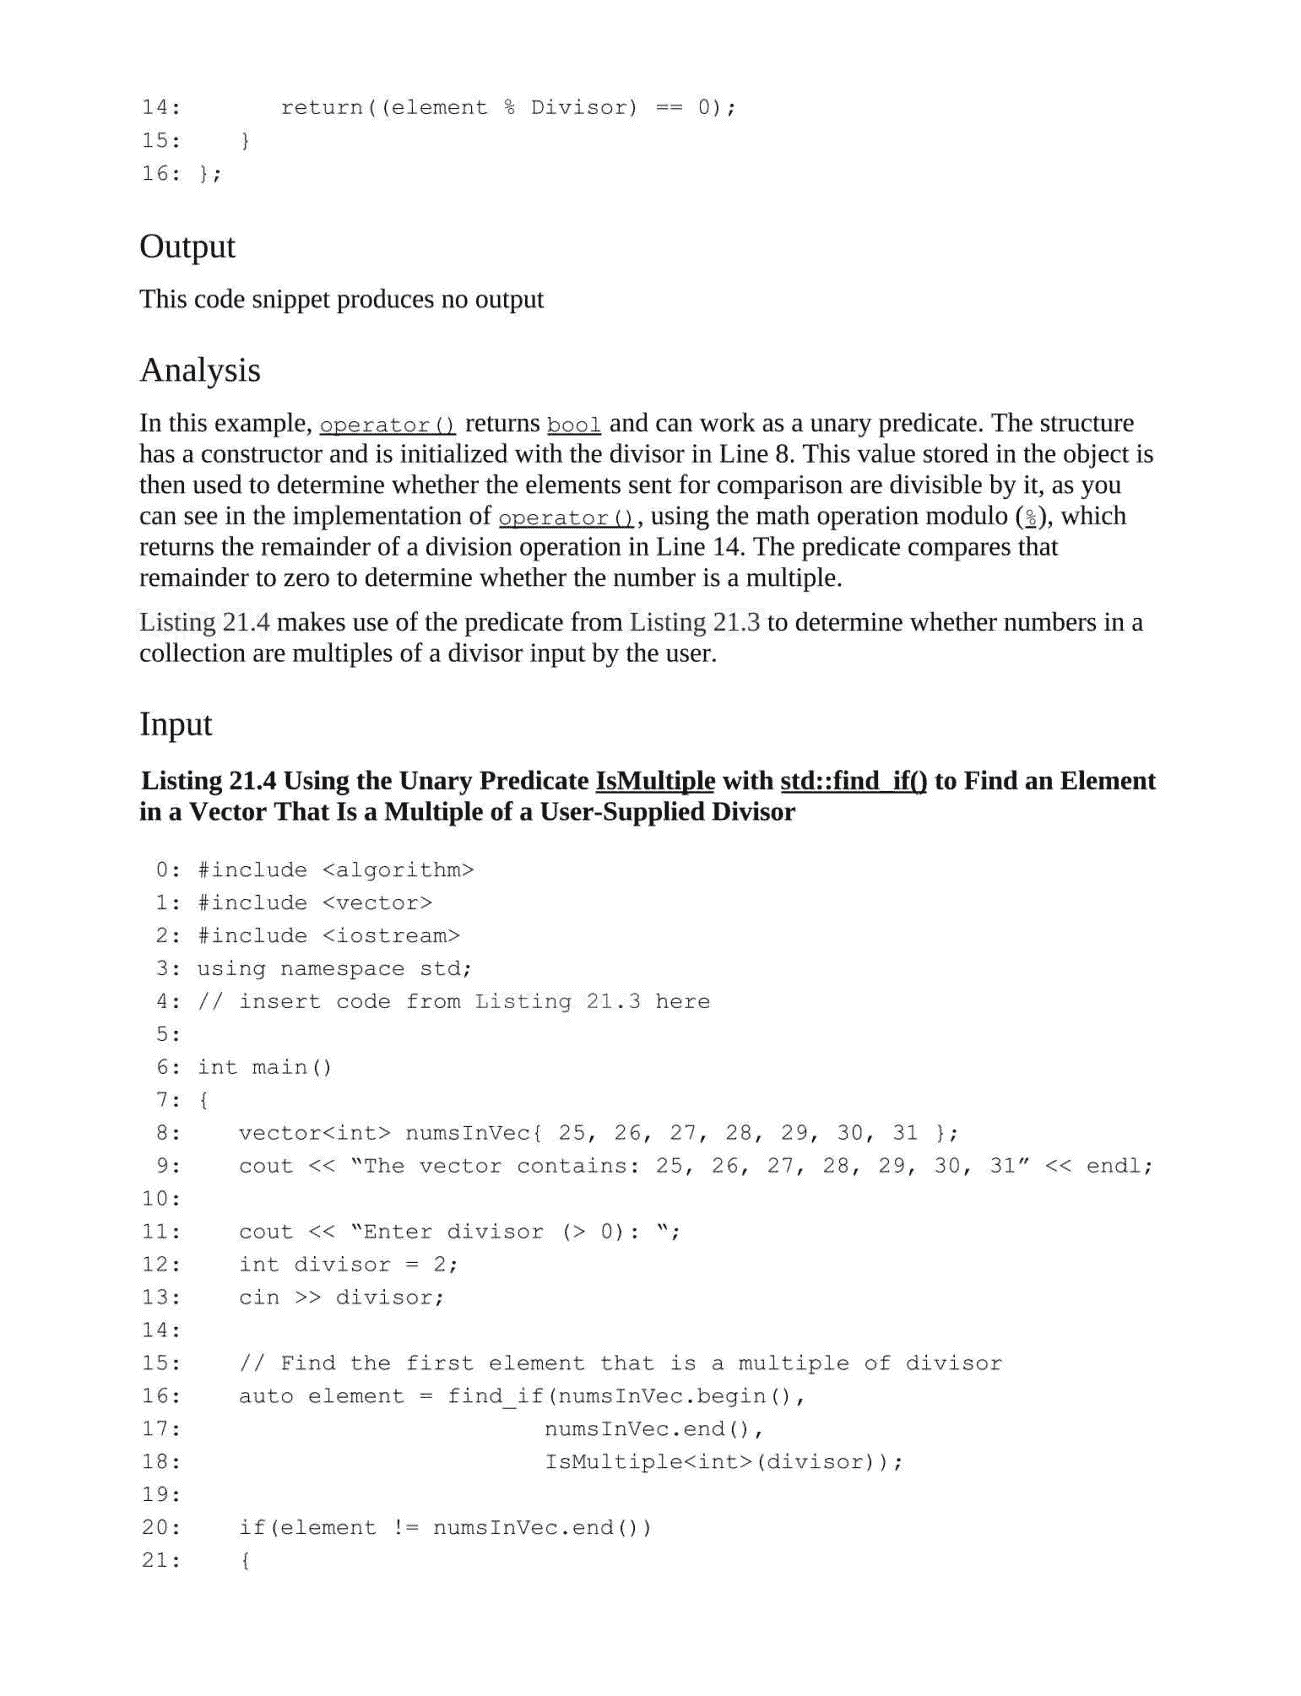 14:       return((element % Divisor) == 0);
15:    }
16: };
Output
This code snippet produces no output
Analysis
In this example, operator() returns bool and can work as a unary predicate. The structure
has a constructor and is initialized with the divisor in Line 8. This value stored in the object is
then used to determine whether the elements sent for comparison are divisible by it, as you
can see in the implementation of operator(), using the math operation modulo (%), which
returns the remainder of a division operation in Line 14. The predicate compares that
remainder to zero to determine whether the number is a multiple.
Listing 21.4 makes use of the predicate from Listing 21.3 to determine whether numbers in a
collection are multiples of a divisor input by the user.
Input
Listing 21.4 Using the Unary Predicate IsMultiple with std::find_if() to Find an Element
in a Vector That Is a Multiple of a User-Supplied Divisor
0: #include <algorithm>
1: #include <vector>
2: #include <iostream>
3: using namespace std;
4: // insert code from Listing 21.3 here
5:
6: int main()
7: {
8:    vector<int> numsInVec{ 25, 26, 27, 28, 29, 30, 31 };
9:    cout << “The vector contains: 25, 26, 27, 28, 29, 30, 31” << endl;
10:
11:    cout << “Enter divisor (> 0): “;
12:    int divisor = 2;
13:    cin >> divisor;
14:
15:    // Find the first element that is a multiple of divisor
16:    auto element = find_if(numsInVec.begin(),
17:                          numsInVec.end(),
18:                          IsMultiple<int>(divisor));
19:
20:    if(element != numsInVec.end())
21:    {